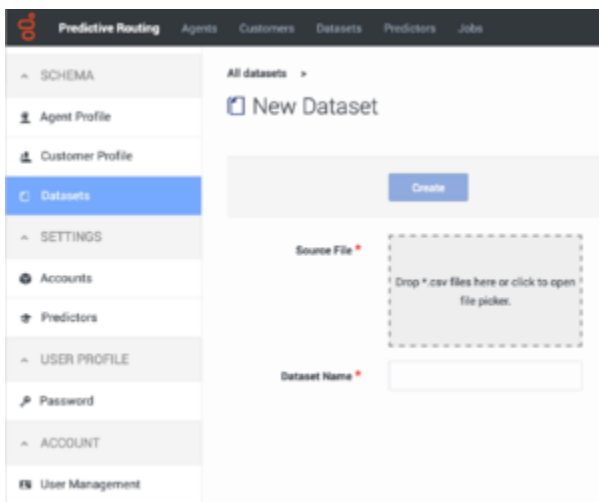 Predictive Routing Agents Customers Datasets Predictors Jobs
SCHEMA
Agent Profile
Customer Profile
Datasets
SETTINGS
Accounts
Predictors
USER PROFILE
Password
ACCOUNT
User Management
All datasets >
New Dataset
Create
Source File *
Drop *.csv files here or click to open
file picker.
Dataset Name *